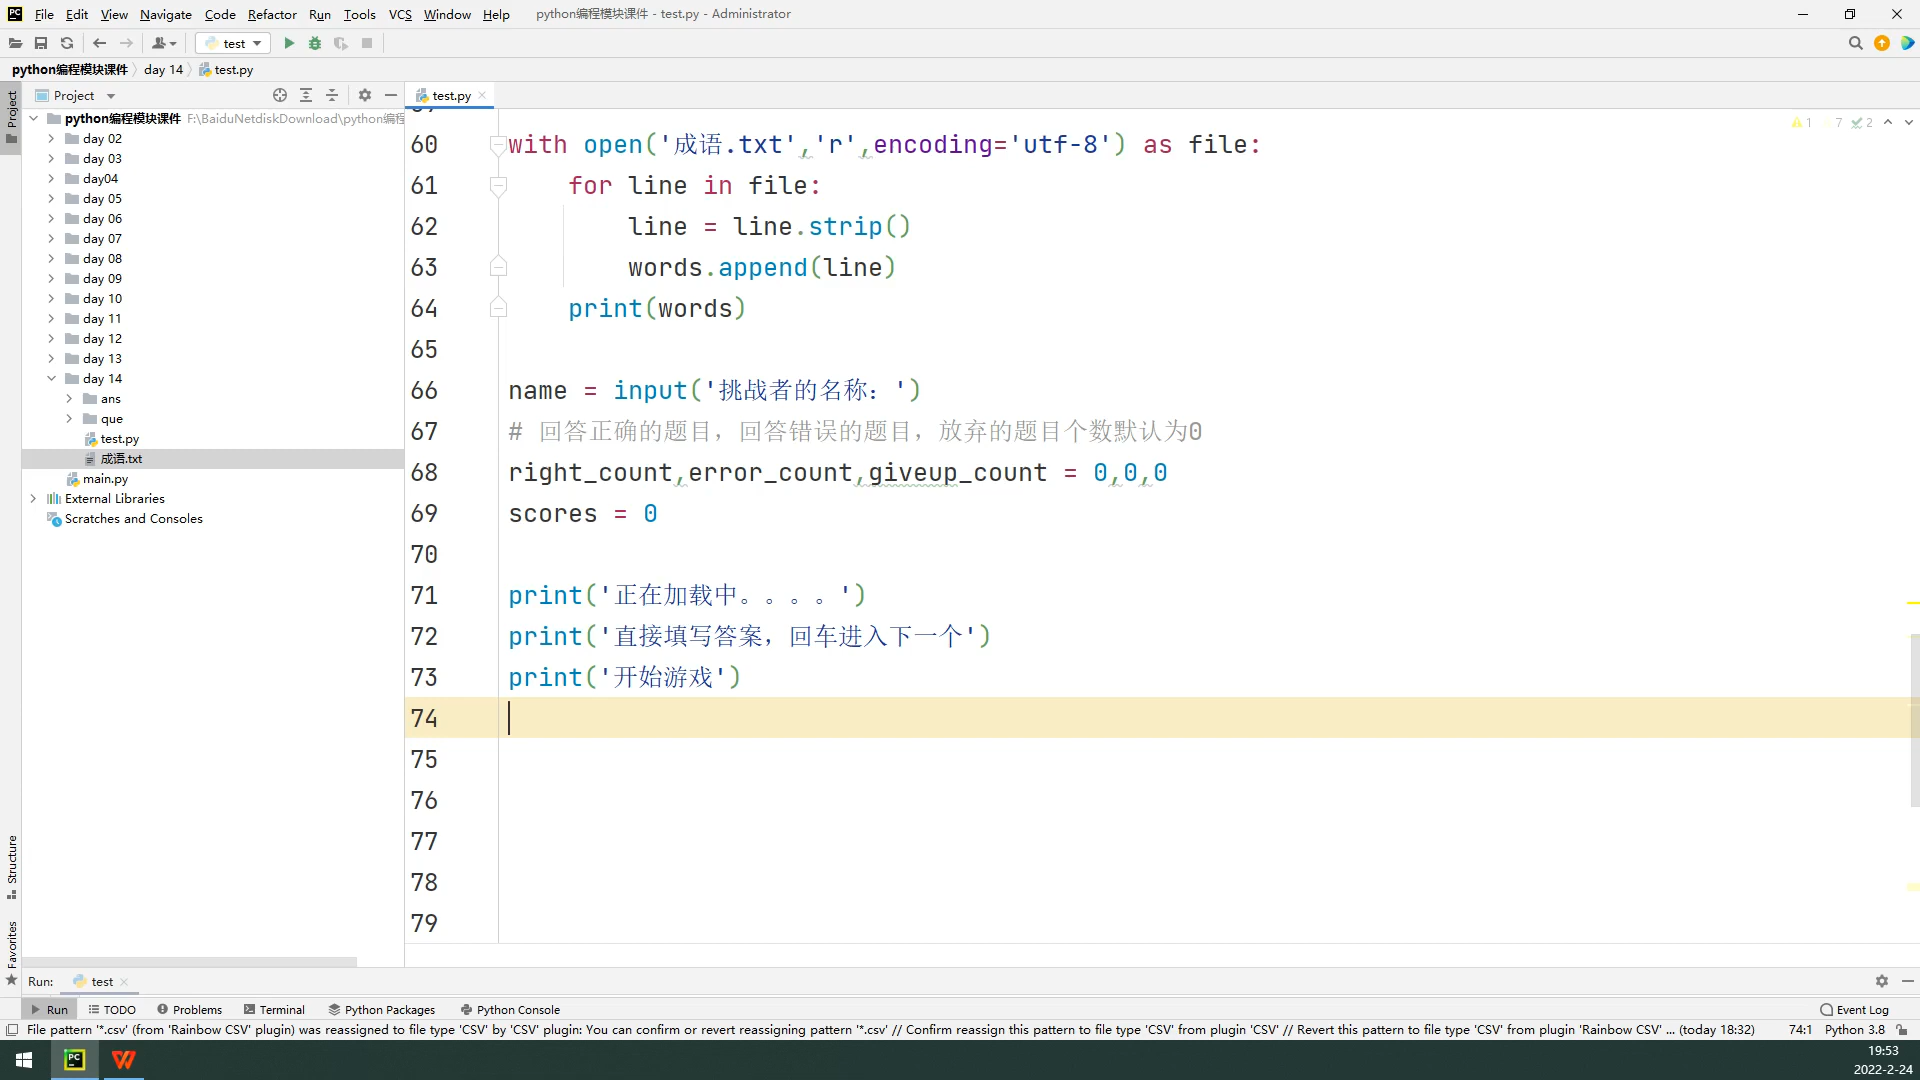 File Edit View Navigate Code Refactor Run Tools VCS Window Help python编程模块课件 - test.py - Administrator
test
python编程模块课件 day 14 test.py
Project
Project
test.py
python编程模块课件 F:\BaiduNetdiskDownload\python编程
day 02
day 03
day04
day 05
day 06
day 07
day 08
day 09
day 10
day 11
day 12
day 13
day 14
ans
que
test.py
成语.txt
main.py
External Libraries
Scratches and Consoles
Structure
Favorites
1 7 2
60 with open('成语.txt','r',encoding='utf-8') as file:
61 for line in file:
62 line = line.strip()
63 words.append(line)
64 print(words)
65
66 name = input('挑战者的名称：')
67 # 回答正确的题目，回答错误的题目，放弃的题目个数默认为0
68 right_count,error_count,giveup_count = 0,0,0
69 scores = 0
70
71 print('正在加载中。。。。')
72 print('直接填写答案，回车进入下一个')
73 print('开始游戏')
74
75
76
77
78
79
Run: test
Run TODO Problems Terminal Python Packages Python Console Event Log
File pattern '*.csv' (from 'Rainbow CSV' plugin) was reassigned to file type 'CSV' by 'CSV' plugin: You can confirm or revert reassigning pattern '*.csv' // Confirm reassign this pattern to file type 'CSV' from plugin 'CSV' // Revert this pattern to file type 'CSV' from plugin 'Rainbow CSV' ... (today 18:32) 74:1 Python 3.8
19:53
2022-2-24